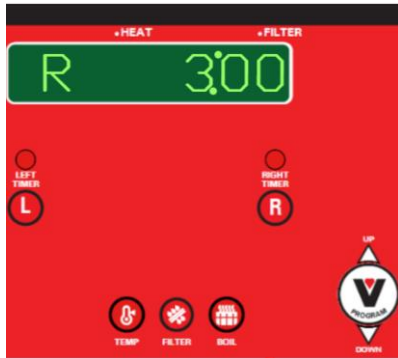 •HEAT •FILTER
R 3:00
LEFT TIMER RIGHT TIMER
L R
UP
V
PROGRAM
TEMP FILTER BOIL
DOWN